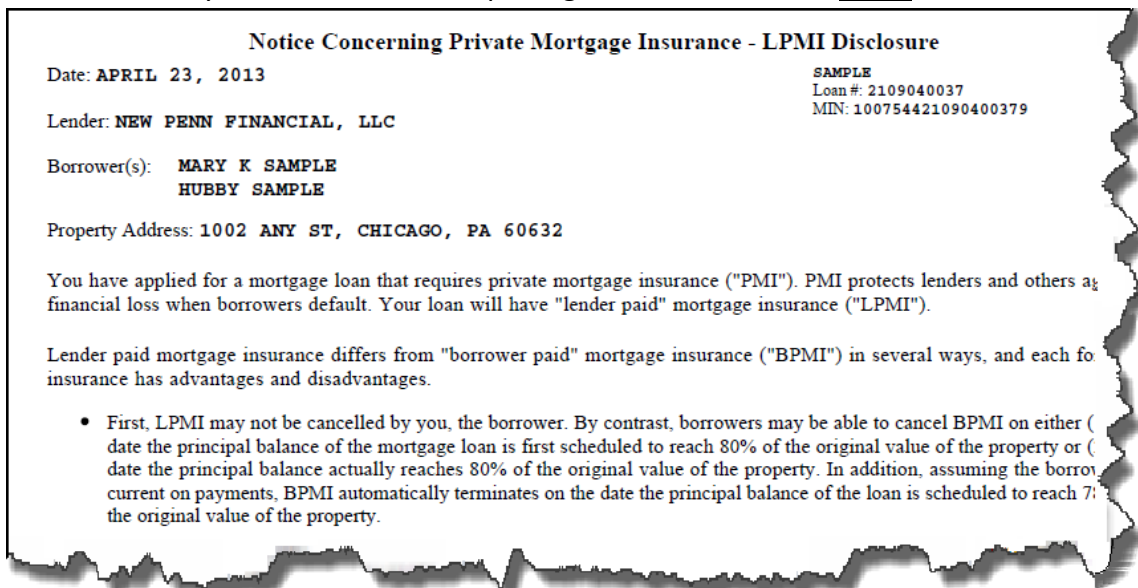 Notice Concerning Private Mortgage Insurance - LPMI Disclosure
Date: APRIL 23, 2013
SAMPLE
Loan #: 2109040037
MIN: 100754421090400379
Lender: NEW PENN FINANCIAL, LLC
Borrower(s): MARY K SAMPLE
HUBBY SAMPLE
Property Address: 1002 ANY ST, CHICAGO, PA 60632
You have applied for a mortgage loan that requires private mortgage insurance ("PMI"). PMI protects lenders and others
financial loss when borrowers default. Your loan will have "lender paid" mortgage insurance ("LPMI").
Lender paid mortgage insurance differs from "borrower paid" mortgage insurance ("BPMI") in several ways, and each
insurance has advantages and disadvantages.
• First, LPMI may not be cancelled by you, the borrower. By contrast, borrowers may be able to cancel BPMI on either (
date the principal balance of the mortgage loan is first scheduled to reach 80% of the original value of the property or (
date the principal balance actually reaches 80% of the original value of the property. In addition, assuming the
current on payments, BPMI automatically terminates on the date the principal balance of the loan is scheduled to reach
the original value of the property.